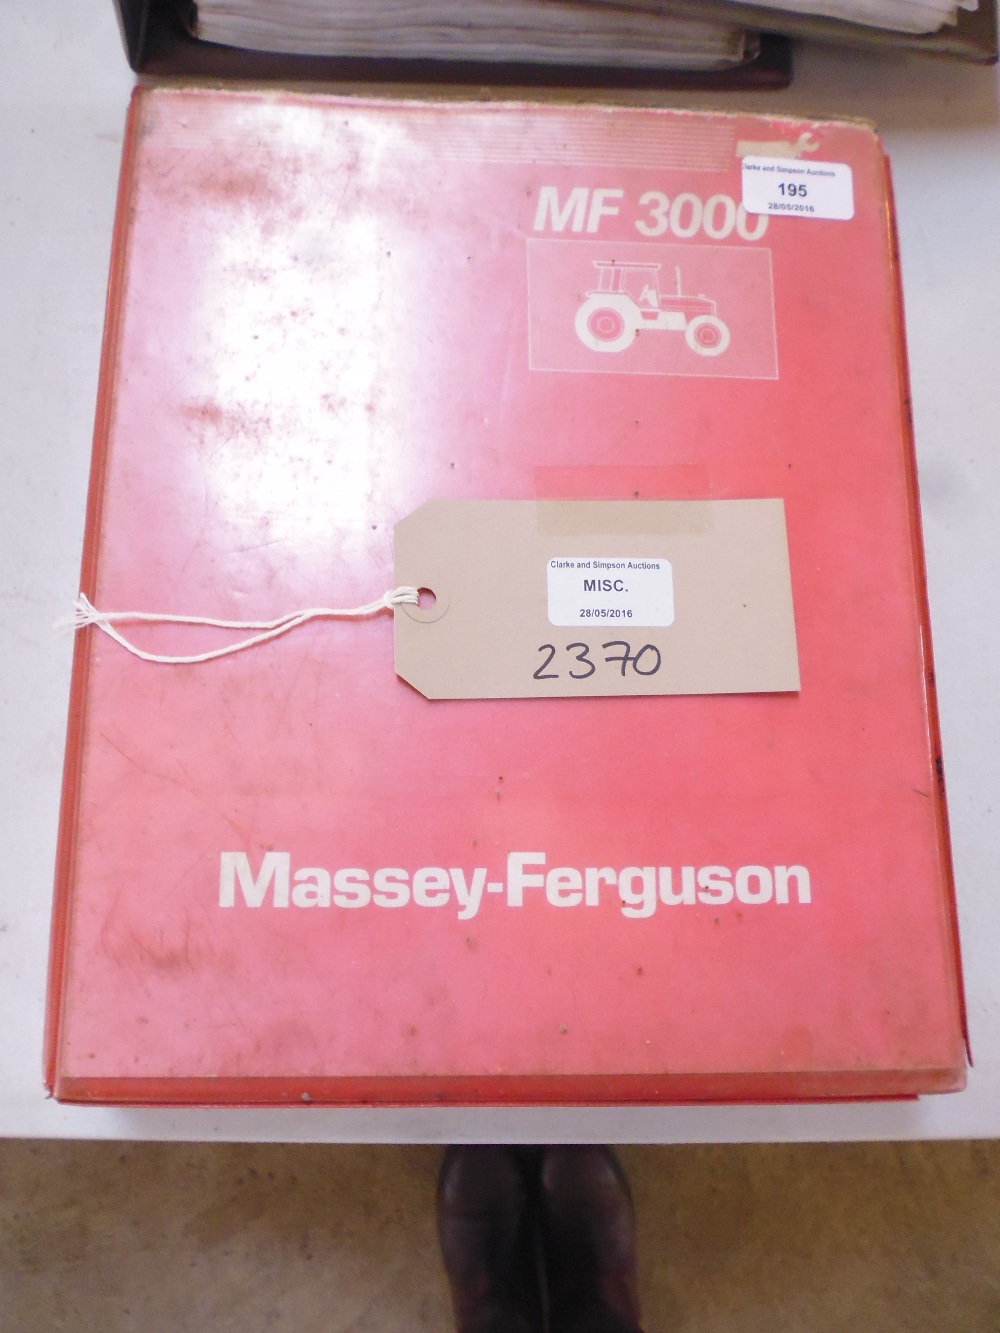 MF 3000
Clarke and Simpson Auctions
195
28/05/2016
Clarke and Simpson Auctions
MISC.
28/05/2016
2370
Massey-Ferguson